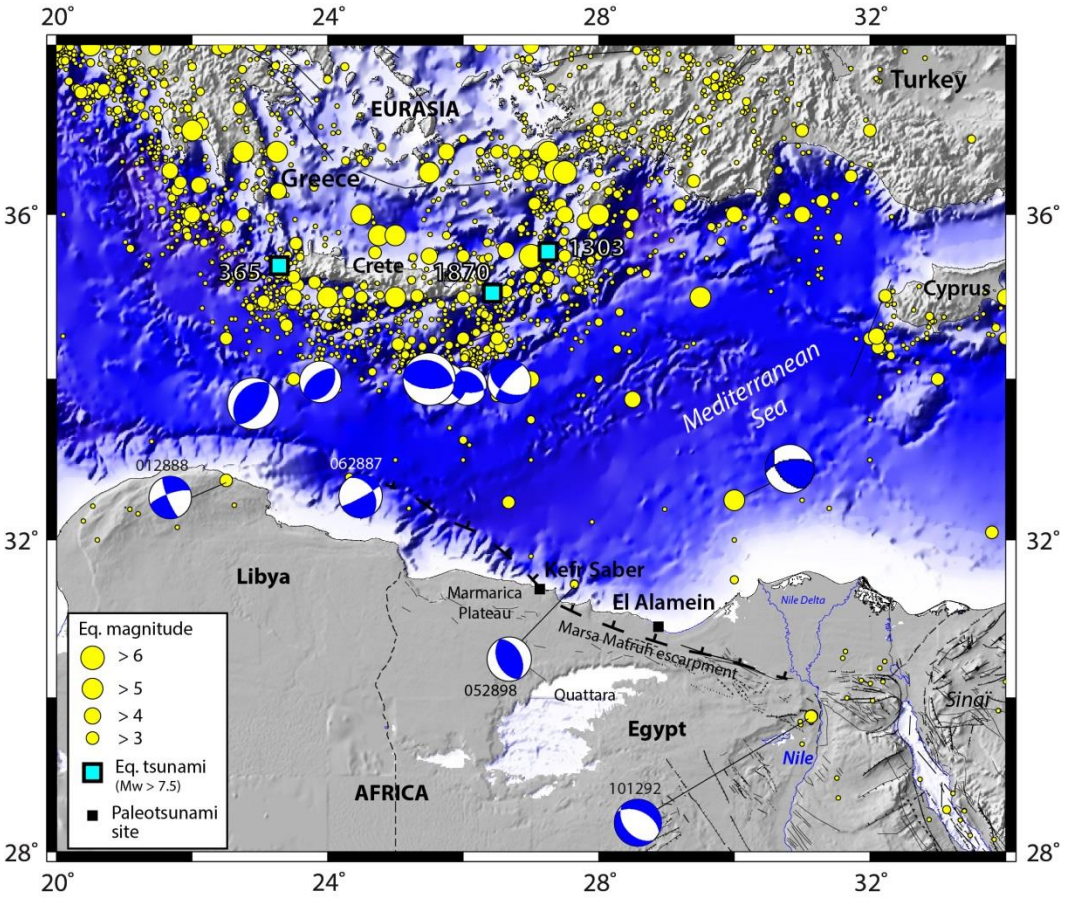 20° 24° 28° 32°
Turkey
EURASIA
Greece
36° 36°
1303
365 Crete 1870
Cyprus
Mediterranean
Sea
012888 062887
32° 32°
Kefr Saber
Libya
Marmarica
Plateau
El Alamein
Nile Delta
Marsa Matruh escarpment
052898
Quattara
Sinaï
Egypt
Nile
101292
AFRICA
Eq. magnitude
> 6
> 5
> 4
> 3
Eq. tsunami
(Mw > 7.5)
Paleotsunami
site
28° 28°
20° 24° 28° 32°